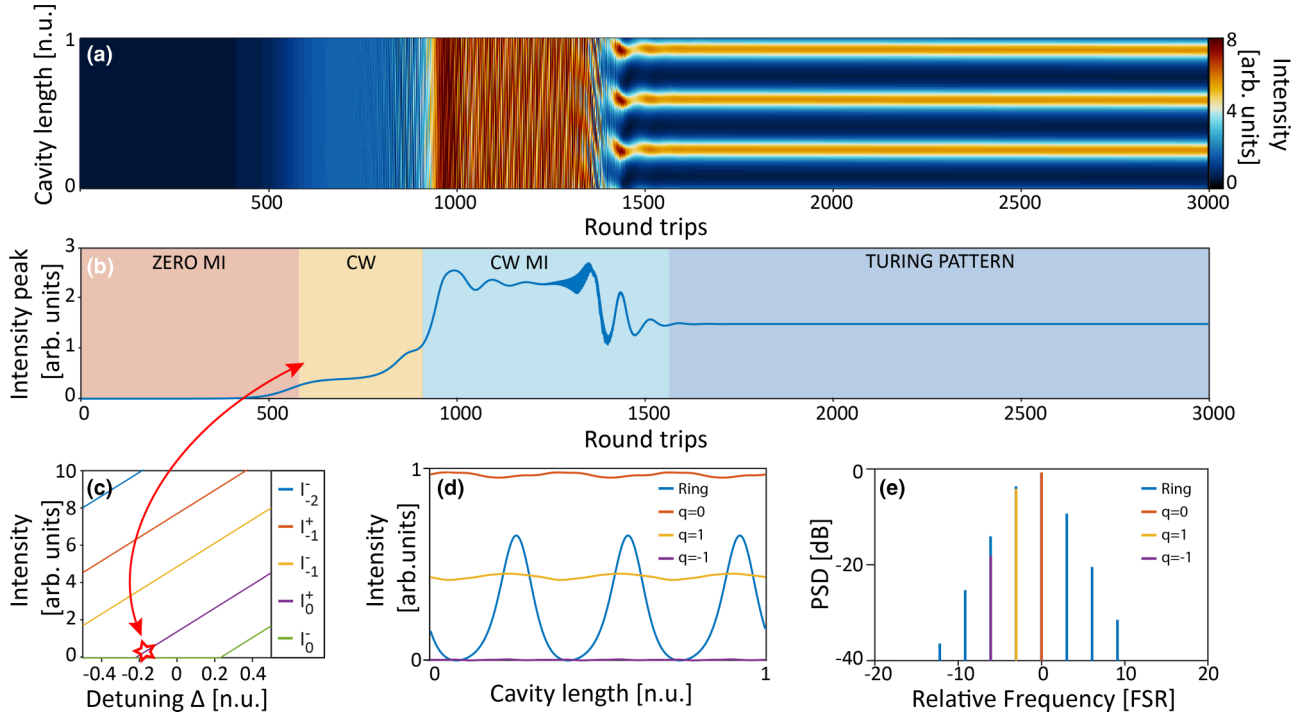 Cavity length [n.u.]
1
0
(a)
500
1000
1500
2000
2500
3000
Round trips
8
4
0
Intensity
[arb. units]
Intensity peak
[arb. units]
3
2
1
0
(b)
ZERO MI
CW
CW MI
TURING PATTERN
0
500
1000
1500
2000
2500
3000
Round trips
(c)
Intensity
[arb. units]
10
8
6
4
2
0
-0.4
-0.2
0
0.2
0.4
Detuning Δ [n.u.]
I⁻₋₂
I⁺₋₁
I⁻₋₁
I⁺₀
I⁻₀
(d)
Intensity
[arb.units]
1
0
0
1
Cavity length [n.u.]
Ring
q=0
q=1
q=-1
(e)
PSD [dB]
0
-20
-40
-20
-10
0
10
20
Relative Frequency [FSR]
Ring
q=0
q=1
q=-1